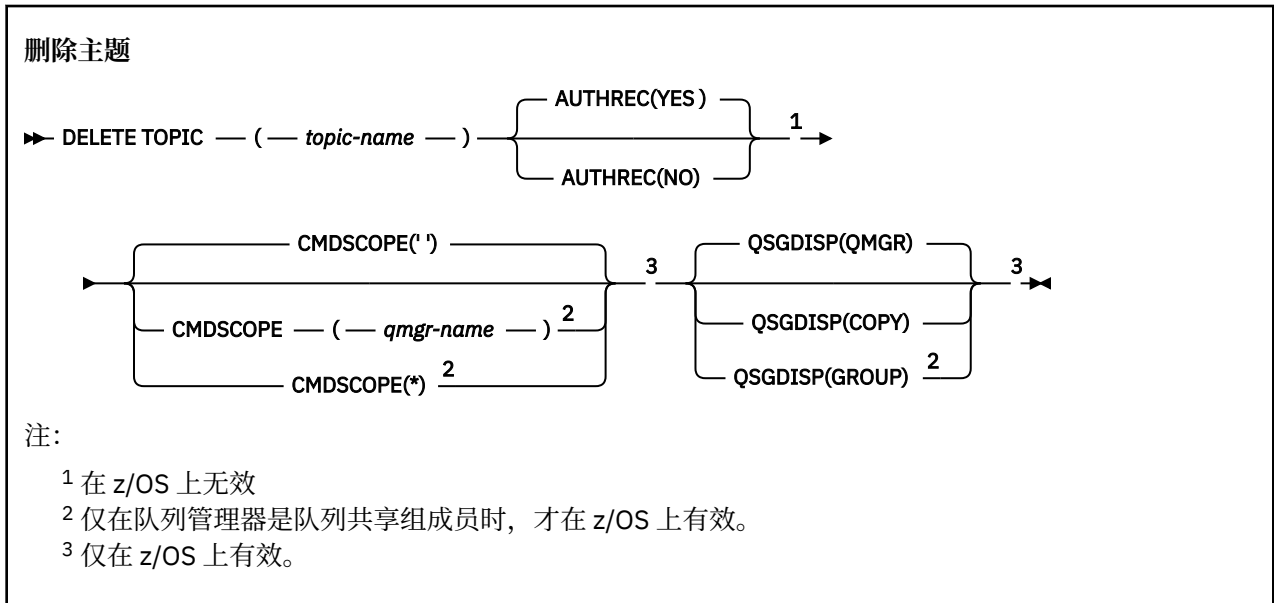 删除主题
AUTHREC(YES )
DELETE TOPIC ( topic-name ) 1
AUTHREC(NO)
CMDSCOPE(' ') 3 QSGDISP(QMGR) 3
CMDSCOPE ( qmgr-name ) 2 QSGDISP(COPY)
CMDSCOPE(*) 2 QSGDISP(GROUP) 2
注：
1 在 z/OS 上无效
2 仅在队列管理器是队列共享组成员时，才在 z/OS 上有效。
3 仅在 z/OS 上有效。